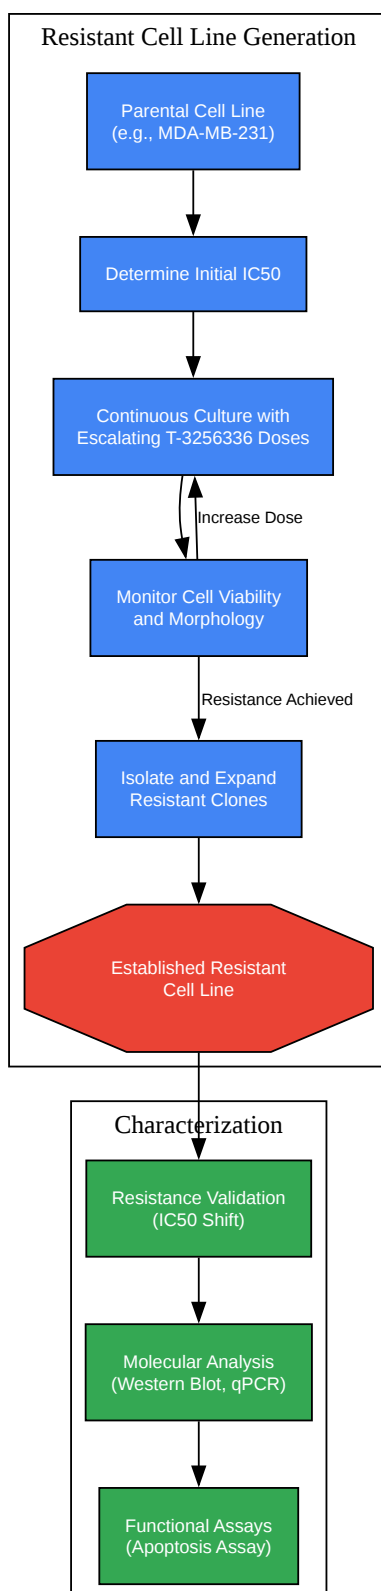 Resistant Cell Line Generation
Parental Cell Line
(e.g., MDA-MB-231)
Determine Initial IC50
Continuous Culture with
Escalating T-3256336 Doses
Increase Dose
Monitor Cell Viability
and Morphology
Resistance Achieved
Isolate and Expand
Resistant Clones
Established Resistant
Cell Line
Characterization
Resistance Validation
(IC50 Shift)
Molecular Analysis
(Western Blot, qPCR)
Functional Assays
(Apoptosis Assay)